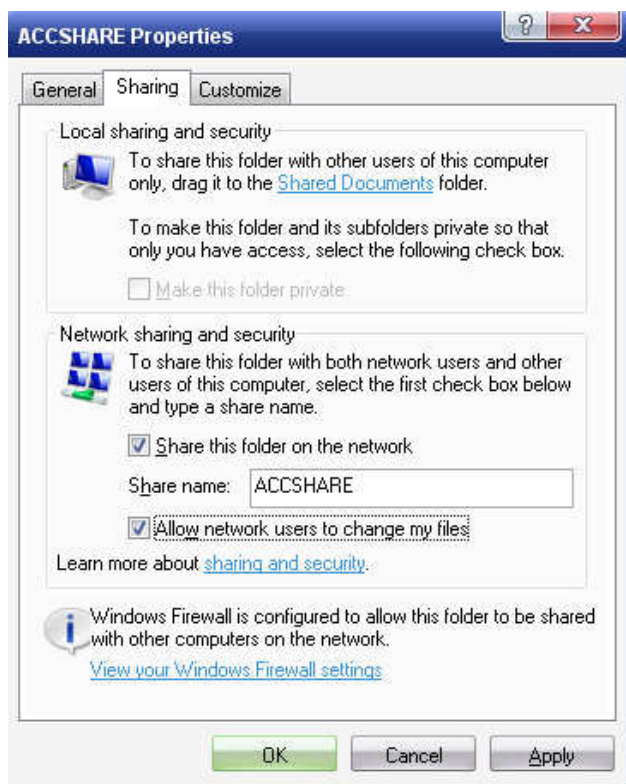 ACCSHARE Properties
General Sharing Customize
Local sharing and security
To share this folder with other users of this computer
only, drag it to the Shared Documents folder.
To make this folder and its subfolders private so that
only you have access, select the following check box.
Make this folder private
Network sharing and security
To share this folder with both network users and other
users of this computer, select the first check box below
and type a share name.
Share this folder on the network
Share name: ACCSHARE
Allow network users to change my files
Learn more about sharing and security.
Windows Firewall is configured to allow this folder to be shared
with other computers on the network.
View your Windows Firewall settings
OK Cancel Apply